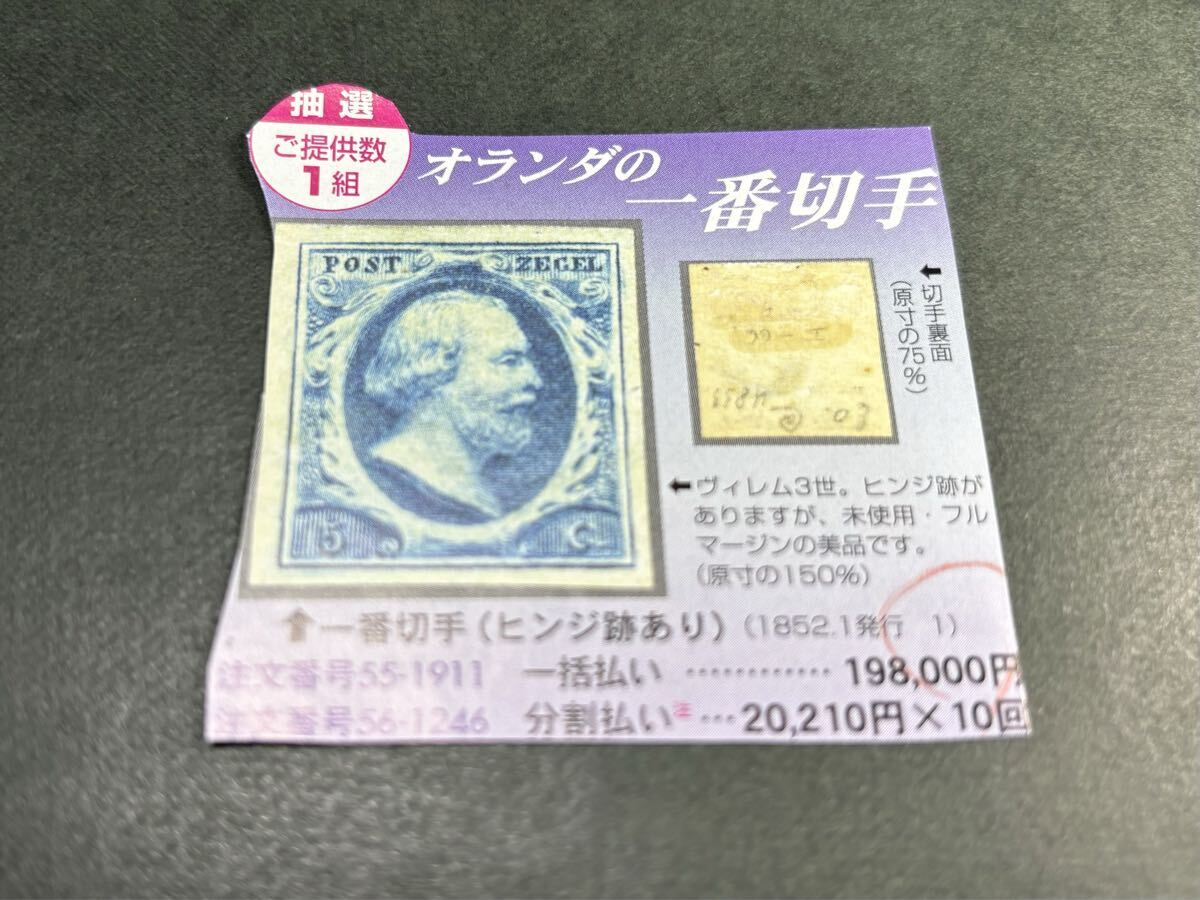 抽選
ご提供数
1組
オランダの
一番切手
POST ZEGEL
5 C
⬅切手裏面
(原寸の75%)
⬅ヴィレム3世。ヒンジ跡が
ありますが、未使用・フル
マージンの美品です。
(原寸の150%)
⬆一番切手(ヒンジ跡あり)(1852.1発行 1)
注文番号55-1911 一括払い …………198,000円
注文番号56-1246 分割払い注…20,210円×10回